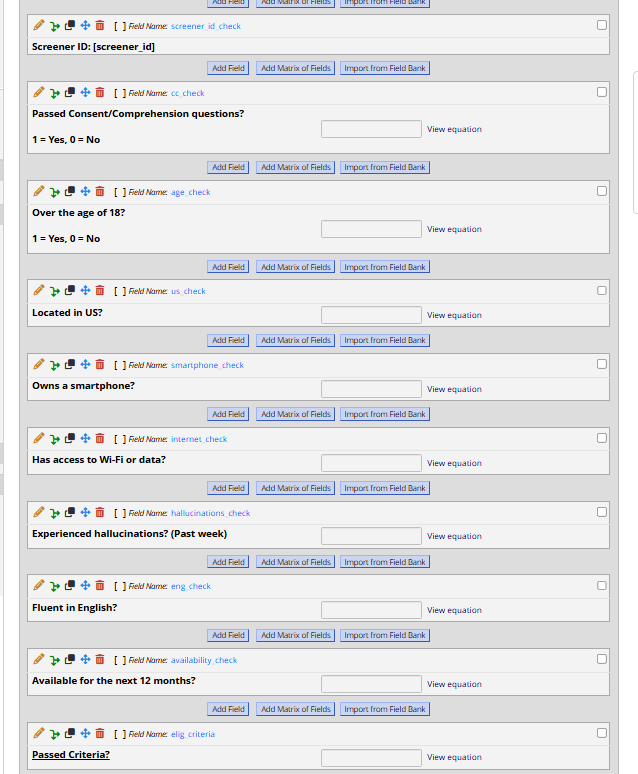 Add Field Add Matrix of Fields Import from Field Bank
[ ] Field Name: screener_id_check
Screener ID: [screener_id]
Add Field Add Matrix of Fields Import from Field Bank
[ ] Field Name: cc_check
Passed Consent/Comprehension questions?
View equation
1 = Yes, 0 = No
Add Field Add Matrix of Fields Import from Field Bank
[ ] Field Name: age_check
Over the age of 18?
View equation
1 = Yes, 0 = No
Add Field Add Matrix of Fields Import from Field Bank
[ ] Field Name: us_check
Located in US? View equation
Add Field Add Matrix of Fields Import from Field Bank
[ ] Field Name: smartphone_check
Owns a smartphone? View equation
Add Field Add Matrix of Fields Import from Field Bank
[ ] Field Name: internet_check
Has access to Wi-Fi or data? View equation
Add Field Add Matrix of Fields Import from Field Bank
[ ] Field Name: hallucinations_check
Experienced hallucinations? (Past week) View equation
Add Field Add Matrix of Fields Import from Field Bank
[ ] Field Name: eng_check
Fluent in English? View equation
Add Field Add Matrix of Fields Import from Field Bank
[ ] Field Name: availability_check
Available for the next 12 months? View equation
Add Field Add Matrix of Fields Import from Field Bank
[ ] Field Name: elig_criteria
Passed Criteria? View equation